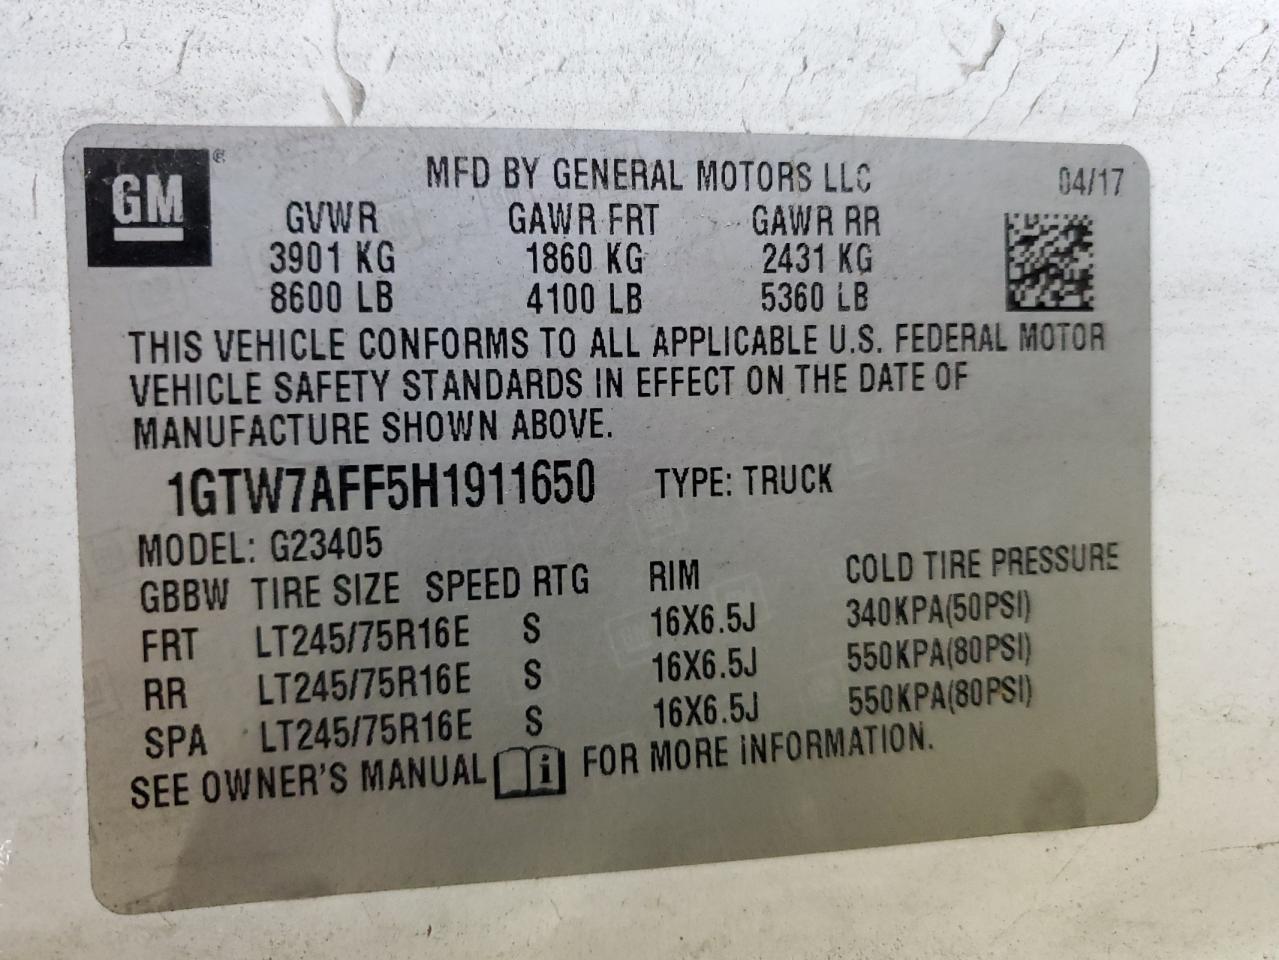 GM ®
MFD BY GENERAL MOTORS LLC 04/17
GVWR GAWR FRT GAWR RR
3901 KG 1860 KG 2431 KG
8600 LB 4100 LB 5360 LB
THIS VEHICLE CONFORMS TO ALL APPLICABLE U.S. FEDERAL MOTOR
VEHICLE SAFETY STANDARDS IN EFFECT ON THE DATE OF
MANUFACTURE SHOWN ABOVE.
1GTW7AFF5H1911650 TYPE: TRUCK
MODEL: G23405
GBBW TIRE SIZE SPEED RTG RIM COLD TIRE PRESSURE
FRT LT245/75R16E S 16X6.5J 340KPA(50PSI)
RR LT245/75R16E S 16X6.5J 550KPA(80PSI)
SPA LT245/75R16E S 16X6.5J 550KPA(80PSI)
SEE OWNER'S MANUAL i FOR MORE INFORMATION.